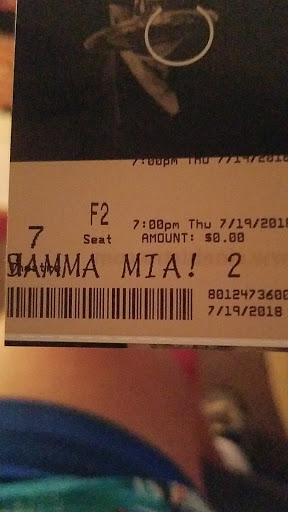 7:00pm Thu 7/19/2018
F2
7 Seat 7:00pm Thu 7/19/2018
AMOUNT: $0.00
MAMMA MIA! 2
8012473600
7/19/2018